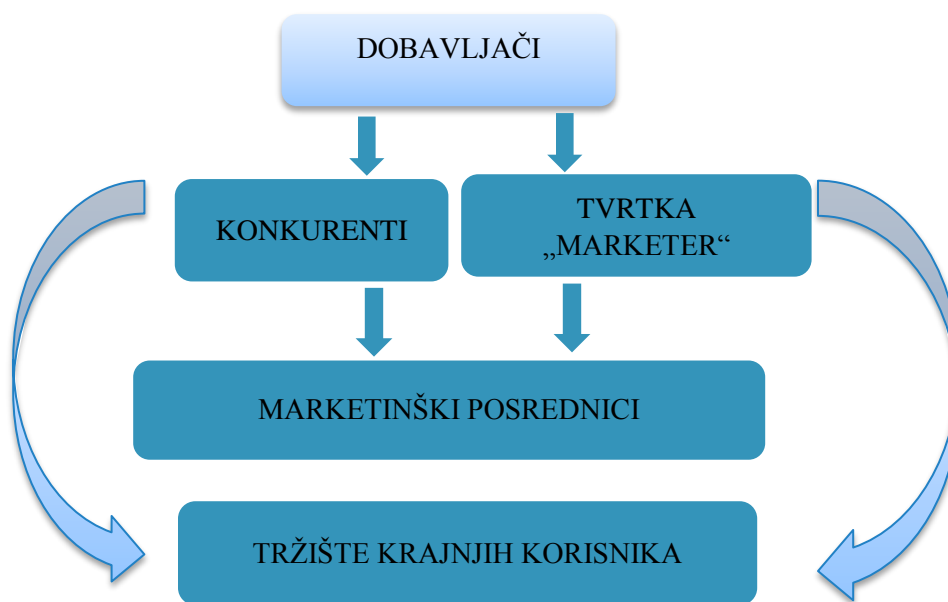 DOBAVLJAČI
KONKURENTI
TVRTKA
„MARKETER“
MARKETINŠKI POSREDNICI
TRŽIŠTE KRAJNJIH KORISNIKA